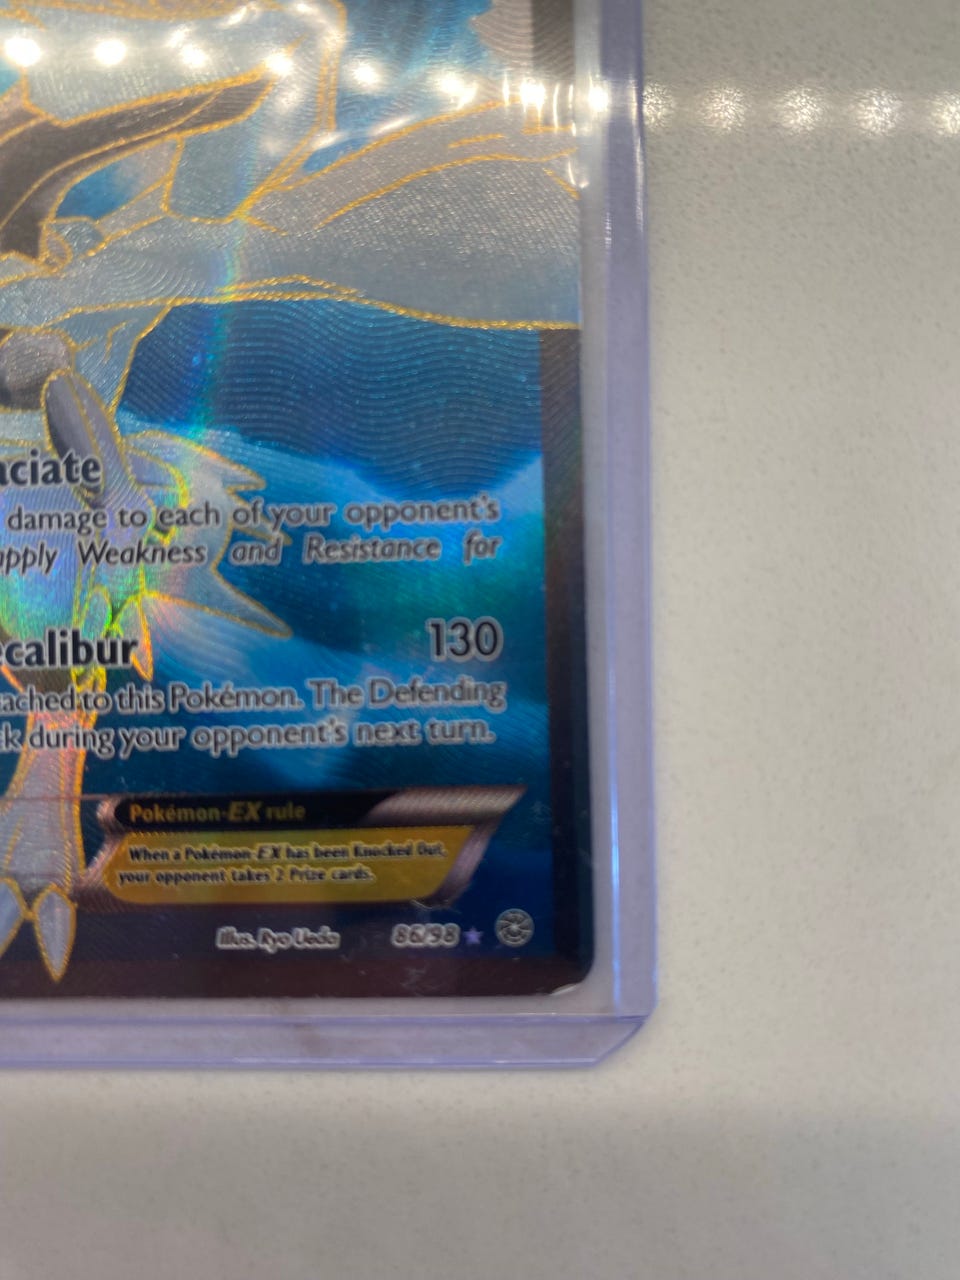 aciate
damage to each of your opponent's
apply Weakness and Resistance for
calibur 130
ached to this Pokémon. The Defending
k during your opponent's next turn.
Pokémon-EX rule
When a Pokémon-EX has been Knocked Out,
your opponent takes 2 Prize cards.
Illus. Ryo Ueda 86/98